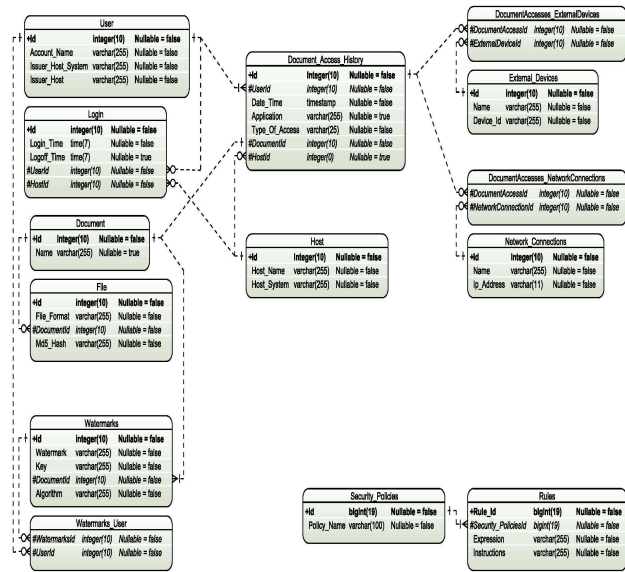 User
+Id integer(10) Nullable = false
Account_Name varchar(255) Nullable = false
Issuer_Host_System varchar(255) Nullable = false
Issuer_Host varchar(255) Nullable = false
Login
+Id integer(10) Nullable = false
Login_Time time(7) Nullable = false
Logoff_Time time(7) Nullable = true
#UserId integer(10) Nullable = false
#HostId integer(10) Nullable = false
Document
+Id integer(10) Nullable = false
Name varchar(255) Nullable = true
File
+Id integer(10) Nullable = false
File_Format varchar(255) Nullable = false
#DocumentId integer(10) Nullable = false
Md5_Hash varchar(255) Nullable = false
Watermarks
+Id integer(10) Nullable = false
Watermark varchar(255) Nullable = false
Key varchar(255) Nullable = false
#DocumentId integer(10) Nullable = false
Algorithm varchar(255) Nullable = false
Watermarks_User
#WatermarksId integer(10) Nullable = false
#UserId integer(10) Nullable = false
Document_Access_History
+Id integer(10) Nullable = false
#UserId integer(10) Nullable = false
Date_Time timestamp Nullable = false
Application varchar(255) Nullable = true
Type_Of_Access varchar(25) Nullable = false
#DocumentId integer(10) Nullable = false
#HostId integer(0) Nullable = true
Host
+Id integer(10) Nullable = false
Host_Name varchar(255) Nullable = false
Host_System varchar(255) Nullable = false
DocumentAccesses_ExternalDevices
#DocumentAccessId integer(10) Nullable = false
#ExternalDeviceId integer(10) Nullable = false
External_Devices
+Id integer(10) Nullable = false
Name varchar(255) Nullable = false
Device_Id varchar(255) Nullable = false
DocumentAccesses_NetworkConnections
#DocumentAccessId integer(10) Nullable = false
#NetworkConnectionId integer(10) Nullable = false
Network_Connections
+Id integer(10) Nullable = false
Name varchar(255) Nullable = false
Ip_Address varchar(11) Nullable = false
Security_Policies
+Id bigint(19) Nullable = false
Policy_Name varchar(100) Nullable = false
Rules
+Rule_Id bigint(19) Nullable = false
#Security_PoliciesId bigint(19) Nullable = false
Expression varchar(255) Nullable = false
Instructions varchar(255) Nullable = false